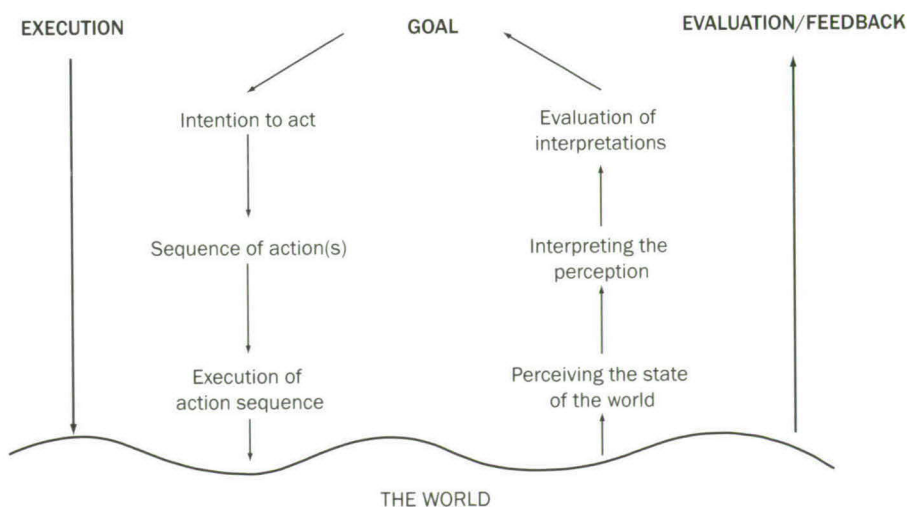 EXECUTION
GOAL
EVALUATION/FEEDBACK
Intention to act
Evaluation of
interpretations
Sequence of action(s)
Interpreting the
perception
Execution of
action sequence
Perceiving the state
of the world
THE WORLD